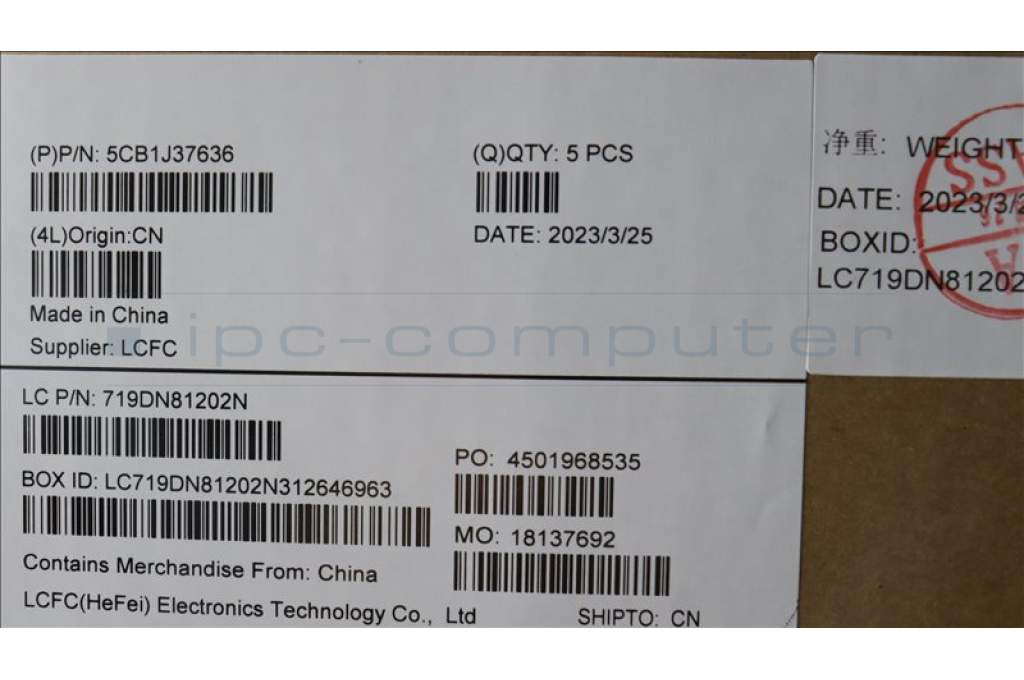 (P)P/N: 5CB1J37636
(Q)QTY: 5 PCS
(4L)Origin:CN
DATE: 2023/3/25
Made in China
Supplier: LCFC
ipc-computer
LC P/N: 719DN81202N
PO: 4501968535
BOX ID: LC719DN81202N312646963
MO: 18137692
Contains Merchandise From: China
LCFC(HeFei) Electronics Technology Co., Ltd
SHIPTO: CN
净重: WEIGHT
DATE: 2023/3/2
BOXID:
LC719DN81202